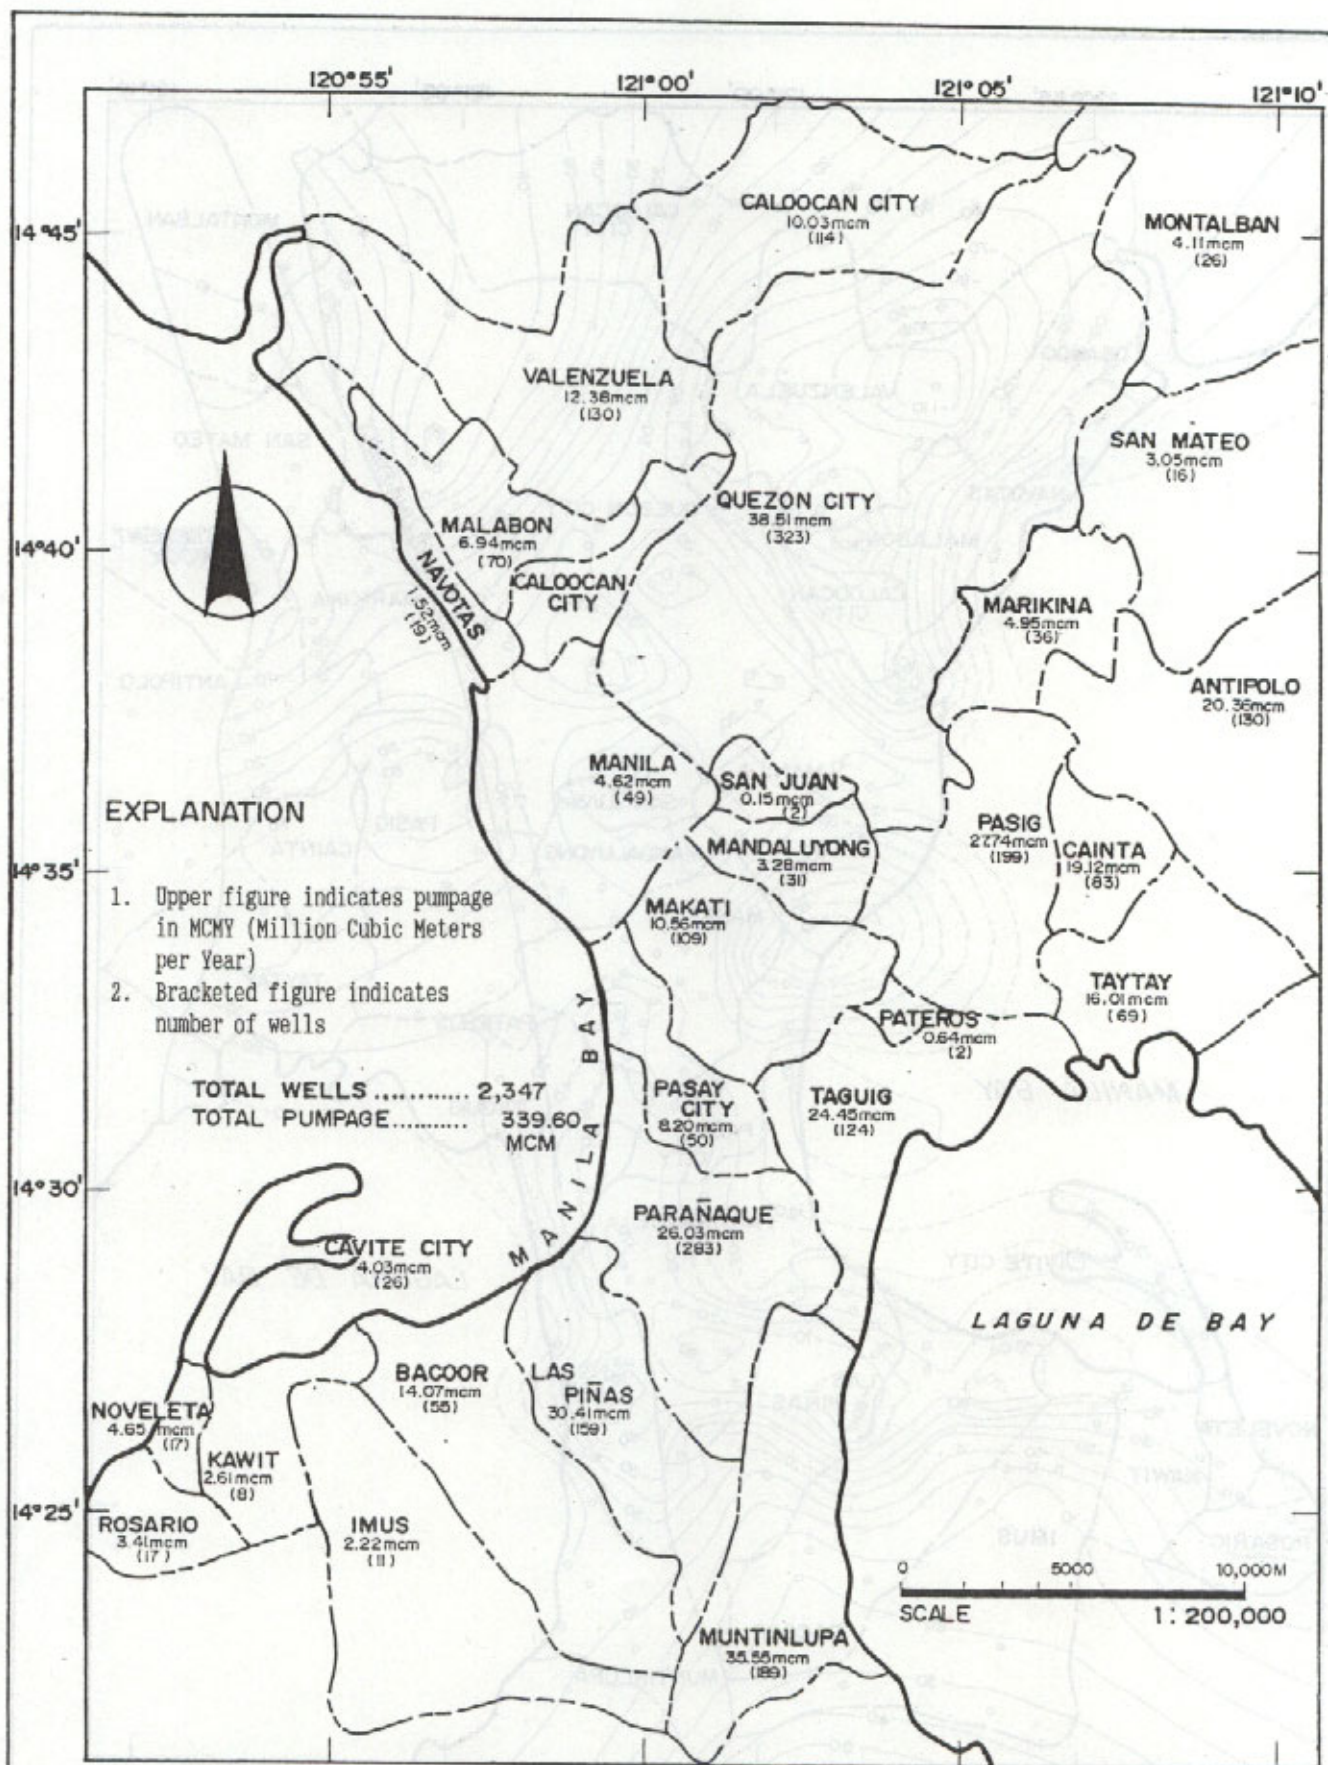 120°55' 121°00' 121°05' 121°10'
14°45'
14°40'
14°35'
14°30'
14°25'
CALOOCAN CITY
10.03mcm
(114)
MONTALBAN
4.11mcm
(26)
VALENZUELA
12.38mcm
(130)
SAN MATEO
3.05mcm
(16)
QUEZON CITY
38.51mcm
(323)
MALABON
6.94mcm
(70)
NAVOTAS
1.52mcm
(19)
CALOOCAN
CITY
MARIKINA
4.95mcm
(36)
ANTIPOLO
20.36mcm
(130)
MANILA
4.62mcm
(49)
SAN JUAN
0.15mcm
(2)
MANDALUYONG
3.28mcm
(31)
PASIG
27.74mcm
(199)
CAINTA
19.12mcm
(83)
MAKATI
10.56mcm
(109)
TAYTAY
16.01mcm
(69)
PATEROS
0.64mcm
(2)
EXPLANATION
1. Upper figure indicates pumpage
in MCMY (Million Cubic Meters
per Year)
2. Bracketed figure indicates
number of wells
TOTAL WELLS ............ 2,347
TOTAL PUMPAGE........... 339.60
MCM
MANILA BAY
PASAY
CITY
8.20mcm
(50)
TAGUIG
24.45mcm
(124)
PARAÑAQUE
26.03mcm
(283)
CAVITE CITY
4.03mcm
(26)
LAGUNA DE BAY
BACOOR
14.07mcm
(55)
LAS
PIÑAS
30.41mcm
(159)
NOVELETA
4.65 mcm
(17)
KAWIT
2.61mcm
(8)
ROSARIO
3.41mcm
(17)
IMUS
2.22mcm
(11)
MUNTINLUPA
35.55mcm
(189)
0 5000 10,000M
SCALE 1:200,000